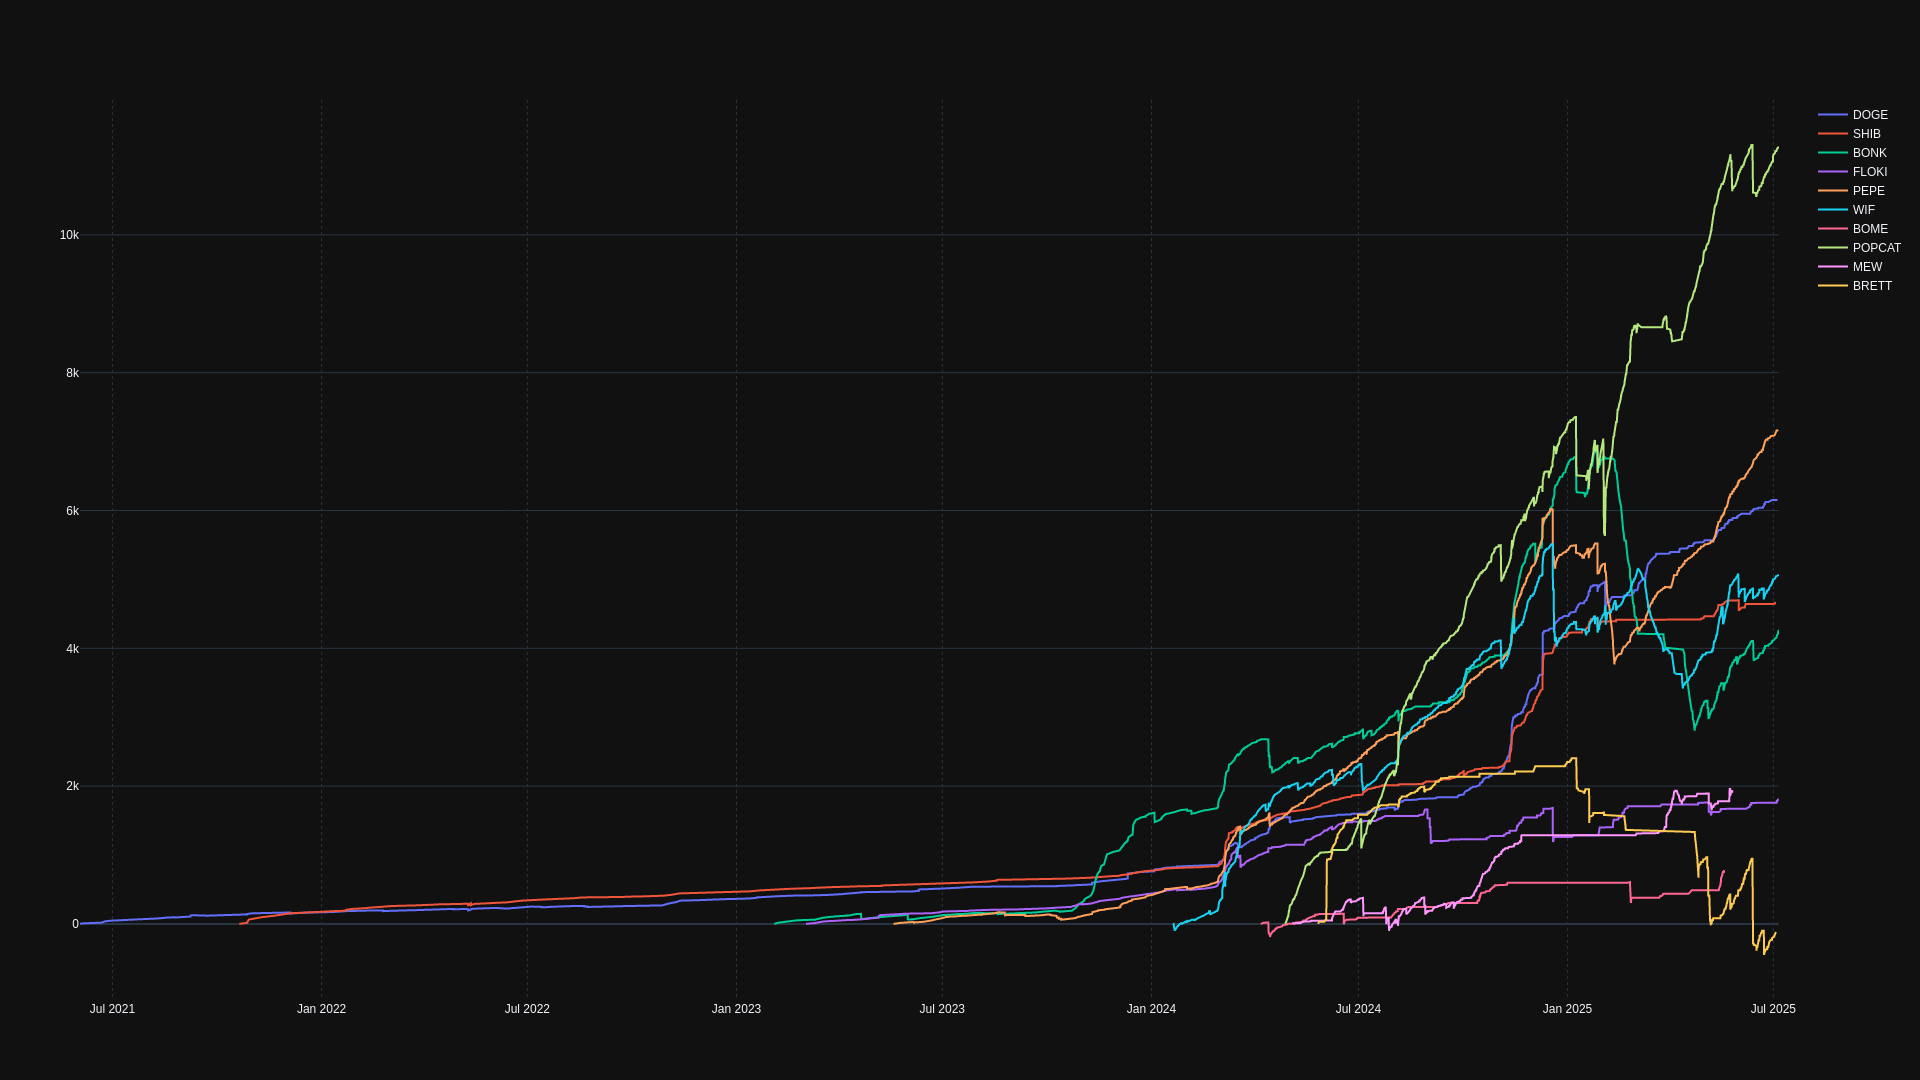 DOGE
SHIB
BONK
FLOKI
PEPE
WIF
BOME
POPCAT
MEW
BRETT
10k
8k
6k
4k
2k
0
Jul 2021
Jan 2022
Jul 2022
Jan 2023
Jul 2023
Jan 2024
Jul 2024
Jan 2025
Jul 2025